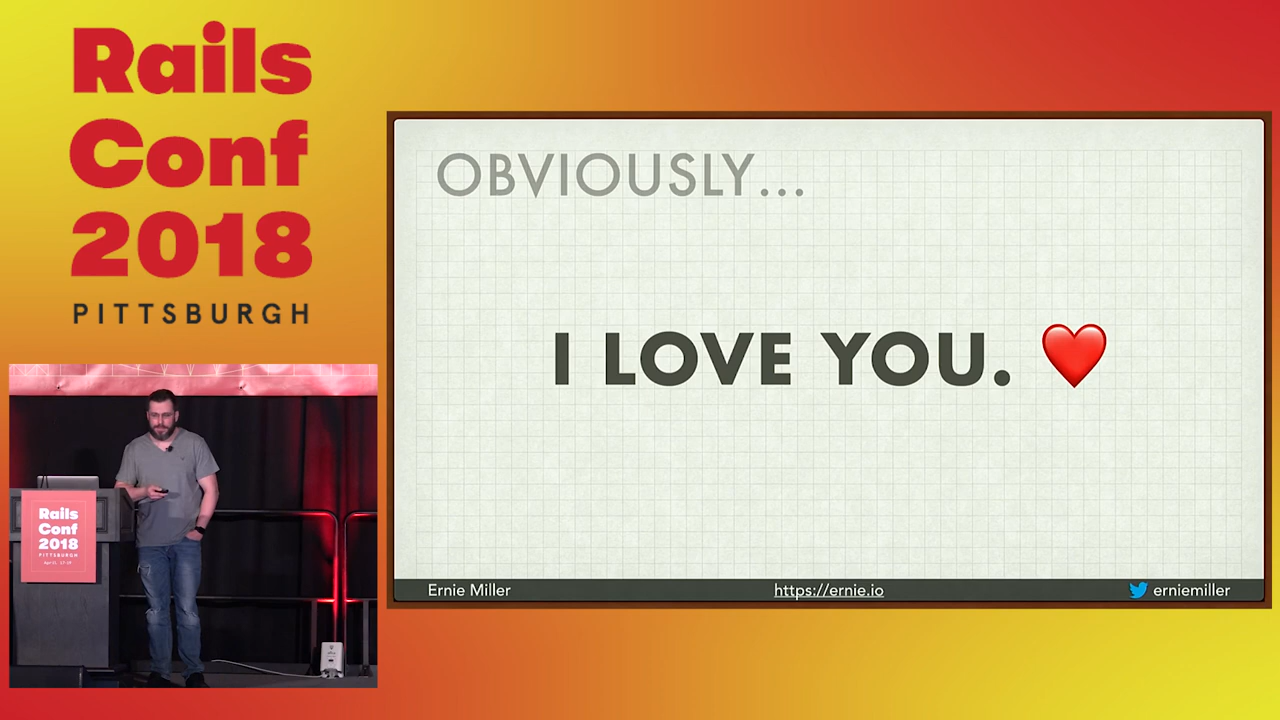 Rails
Conf
2018
PITTSBURGH
OBVIOUSLY...
I LOVE YOU. ❤️
Ernie Miller
https://ernie.io
erniemiller
Rails
Conf
2018
PITTSBURGH